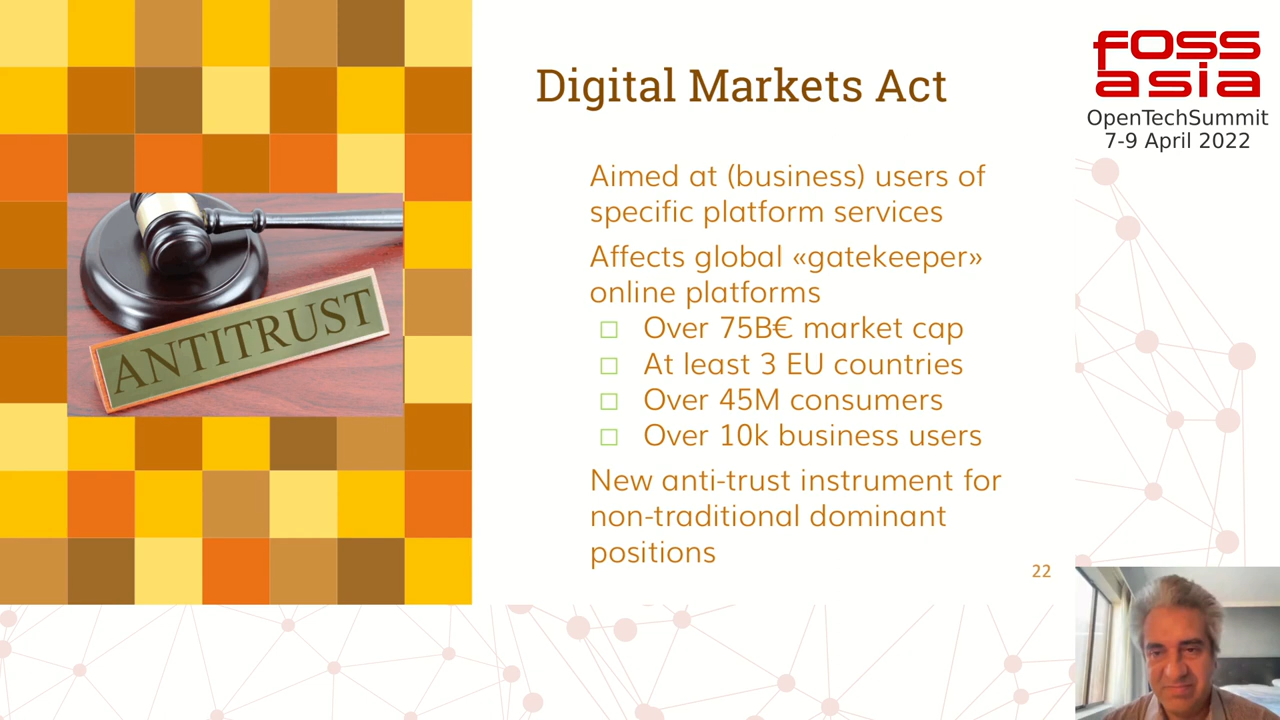 Digital Markets Act
Aimed at (business) users of
specific platform services
Affects global «gatekeeper»
online platforms
Over 75B€ market cap
At least 3 EU countries
Over 45M consumers
Over 10k business users
New anti-trust instrument for
non-traditional dominant
positions
22
ANTITRUST
foss
asia
OpenTechSummit
7-9 April 2022